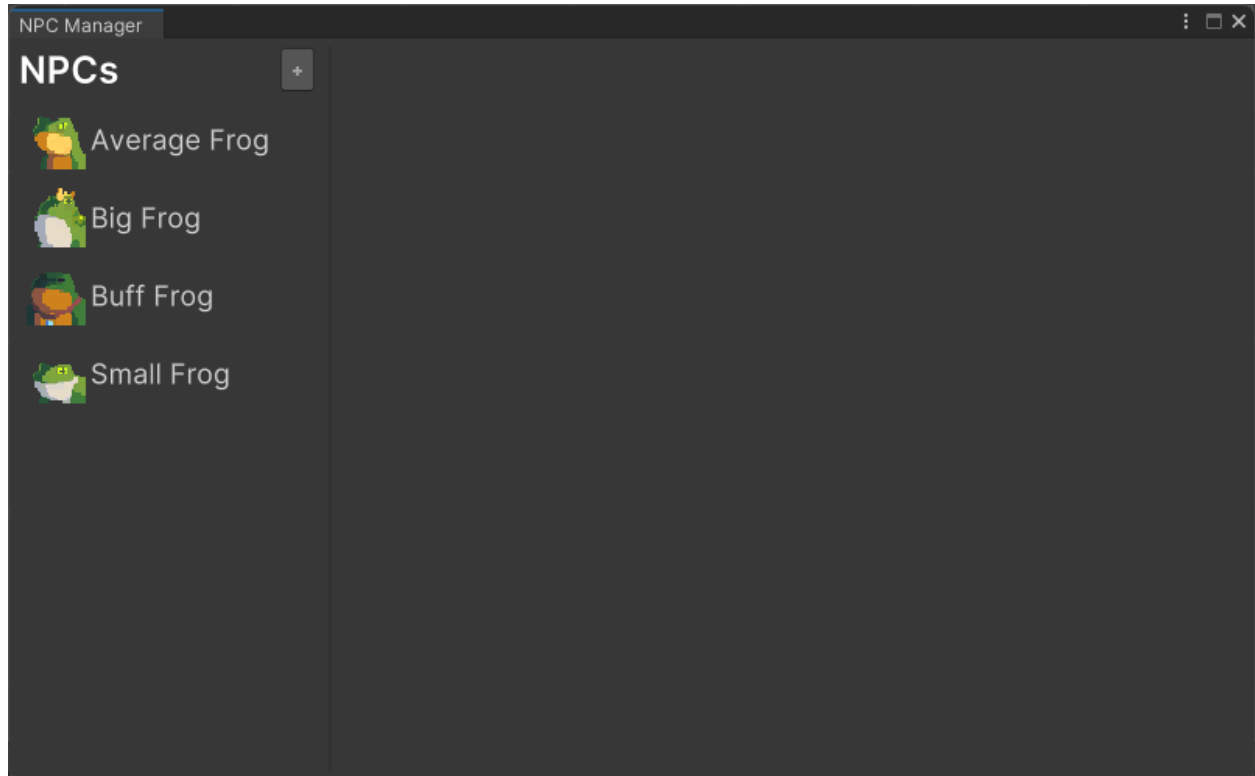 NPC Manager
NPCs
+
Average Frog
Big Frog
Buff Frog
Small Frog